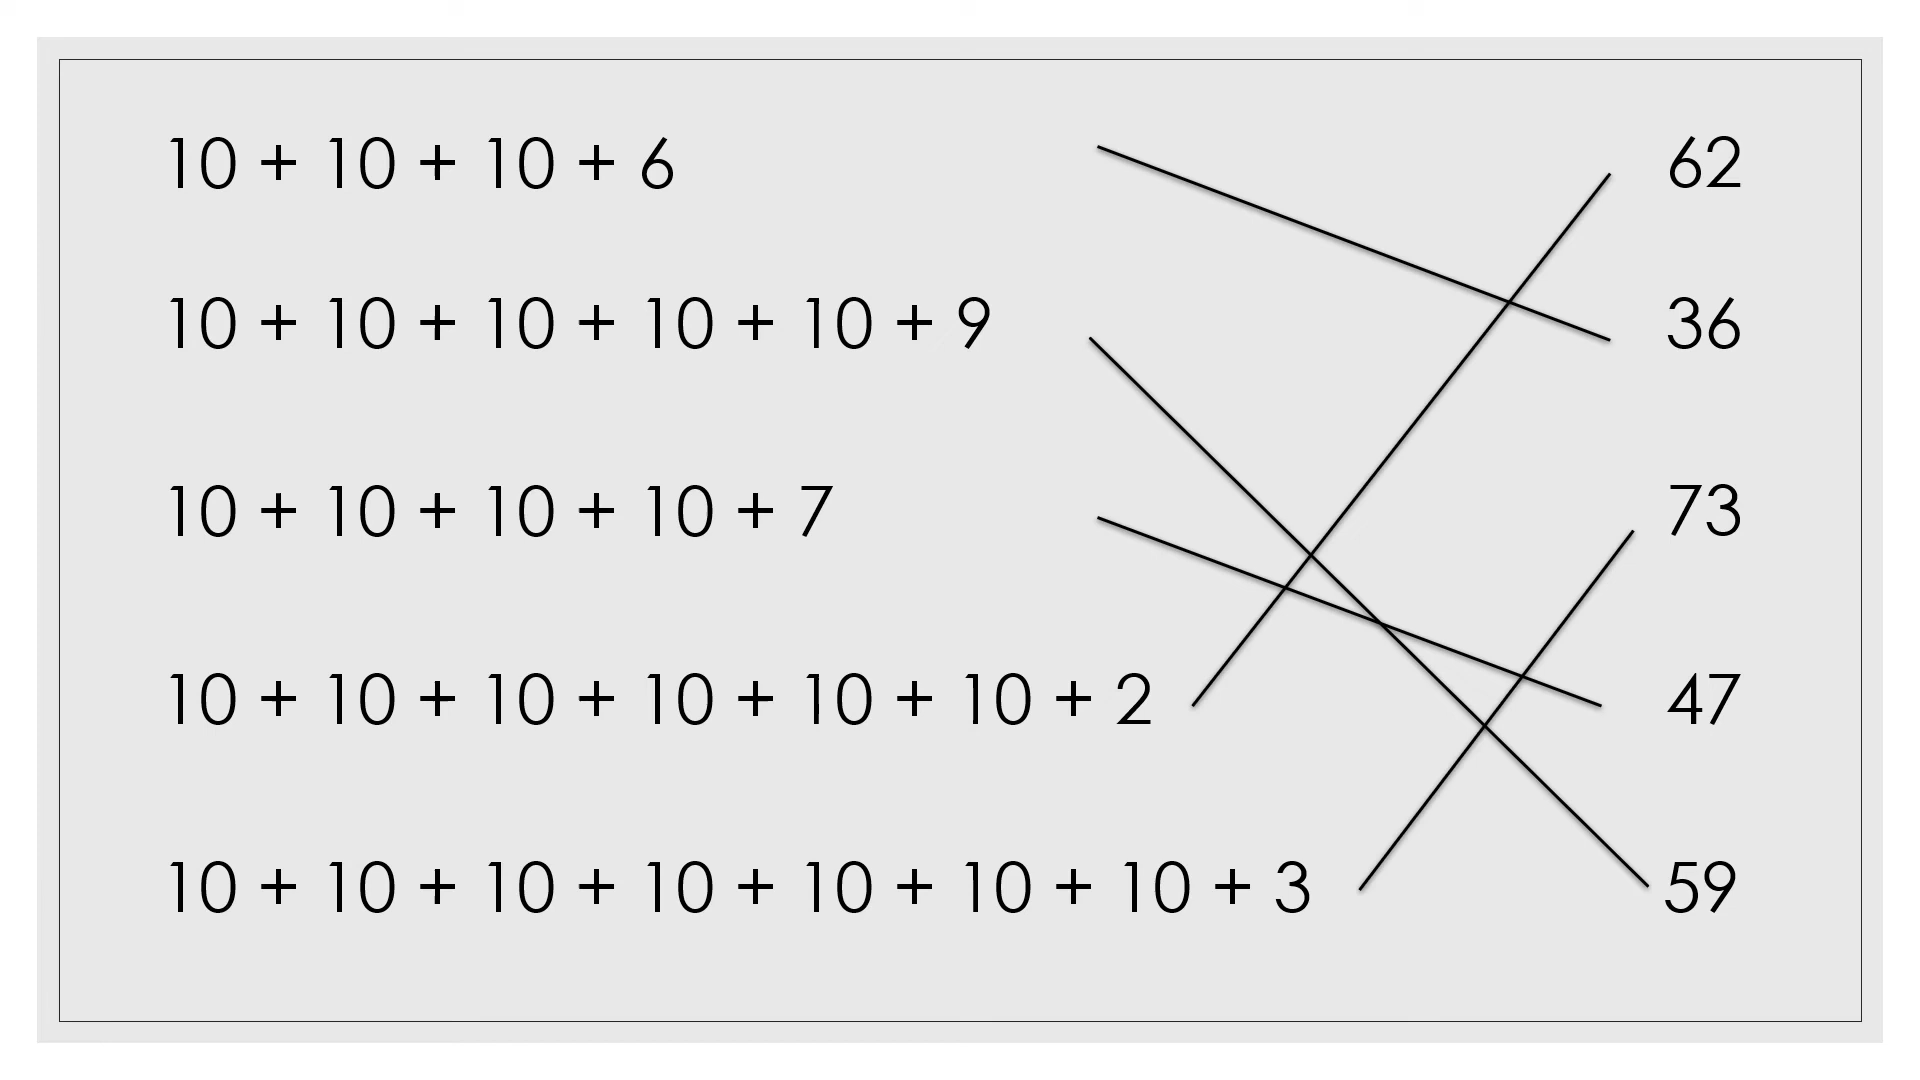 10 + 10 + 10 + 6 62
10 + 10 + 10 + 10 + 10 + 9 36
10 + 10 + 10 + 10 + 7 73
10 + 10 + 10 + 10 + 10 + 10 + 2 47
10 + 10 + 10 + 10 + 10 + 10 + 10 + 3 59